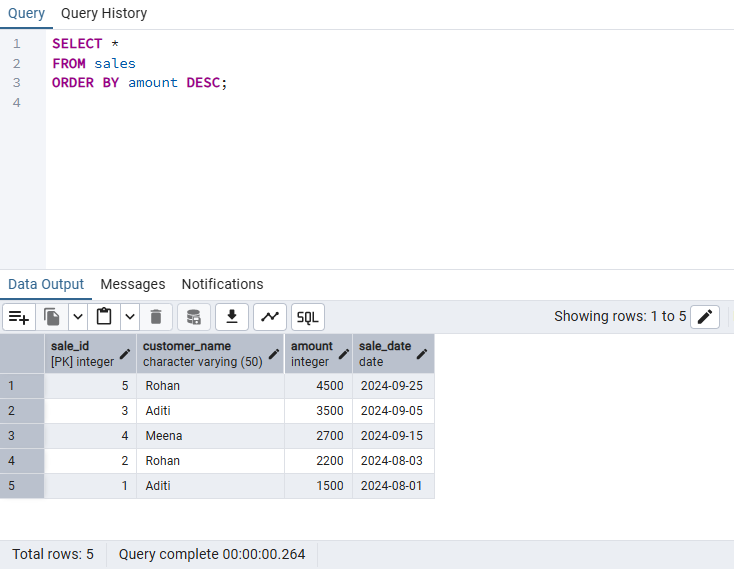 Query Query History
1 SELECT *
2 FROM sales
3 ORDER BY amount DESC;
4
Data Output Messages Notifications
SQL Showing rows: 1 to 5
sale_id customer_name amount sale_date
[PK] integer character varying (50) integer date
1 5 Rohan 4500 2024-09-25
2 3 Aditi 3500 2024-09-05
3 4 Meena 2700 2024-09-15
4 2 Rohan 2200 2024-08-03
5 1 Aditi 1500 2024-08-01
Total rows: 5 Query complete 00:00:00.264